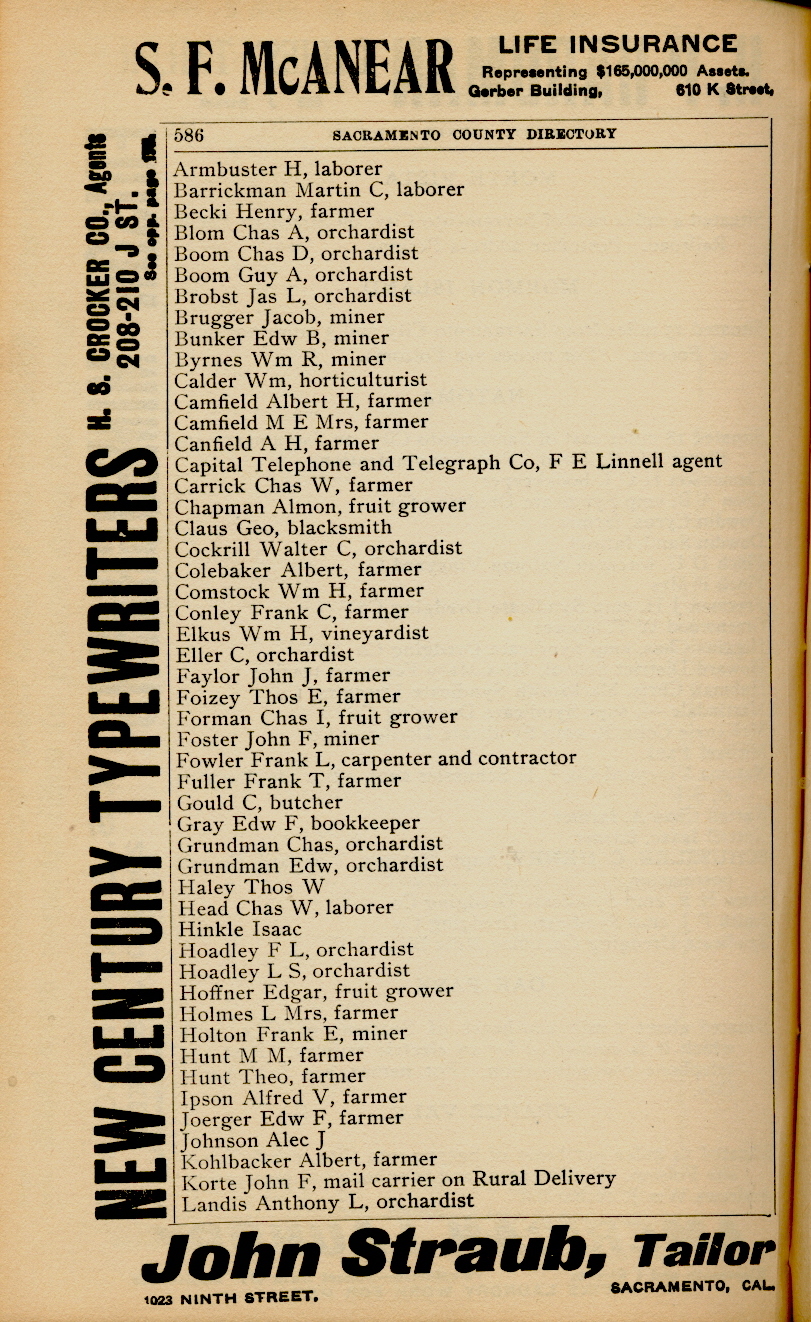 S. F. McANEAR
LIFE INSURANCE
Representing $165,000,000 Assets.
Gerber Building, 610 K Street,
NEW CENTURY TYPEWRITERS
H. S. CROCKER CO., Agents
208-210 J ST.
See opp. page
586 SACRAMENTO COUNTY DIRECTORY
Armbuster H, laborer
Barrickman Martin C, laborer
Becki Henry, farmer
Blom Chas A, orchardist
Boom Chas D, orchardist
Boom Guy A, orchardist
Brobst Jas L, orchardist
Brugger Jacob, miner
Bunker Edw B, miner
Byrnes Wm R, miner
Calder Wm, horticulturist
Camfield Albert H, farmer
Camfield M E Mrs, farmer
Canfield A H, farmer
Capital Telephone and Telegraph Co, F E Linnell agent
Carrick Chas W, farmer
Chapman Almon, fruit grower
Claus Geo, blacksmith
Cockrill Walter C, orchardist
Colebaker Albert, farmer
Comstock Wm H, farmer
Conley Frank C, farmer
Elkus Wm H, vineyardist
Eller C, orchardist
Faylor John J, farmer
Foizey Thos E, farmer
Forman Chas I, fruit grower
Foster John F, miner
Fowler Frank L, carpenter and contractor
Fuller Frank T, farmer
Gould C, butcher
Gray Edw F, bookkeeper
Grundman Chas, orchardist
Grundman Edw, orchardist
Haley Thos W
Head Chas W, laborer
Hinkle Isaac
Hoadley F L, orchardist
Hoadley L S, orchardist
Hoffner Edgar, fruit grower
Holmes L Mrs, farmer
Holton Frank E, miner
Hunt M M, farmer
Hunt Theo, farmer
Ipson Alfred V, farmer
Joerger Edw F, farmer
Johnson Alec J
Kohlbacker Albert, farmer
Korte John F, mail carrier on Rural Delivery
Landis Anthony L, orchardist
John Straub, Tailor
1023 NINTH STREET. SACRAMENTO, CAL.